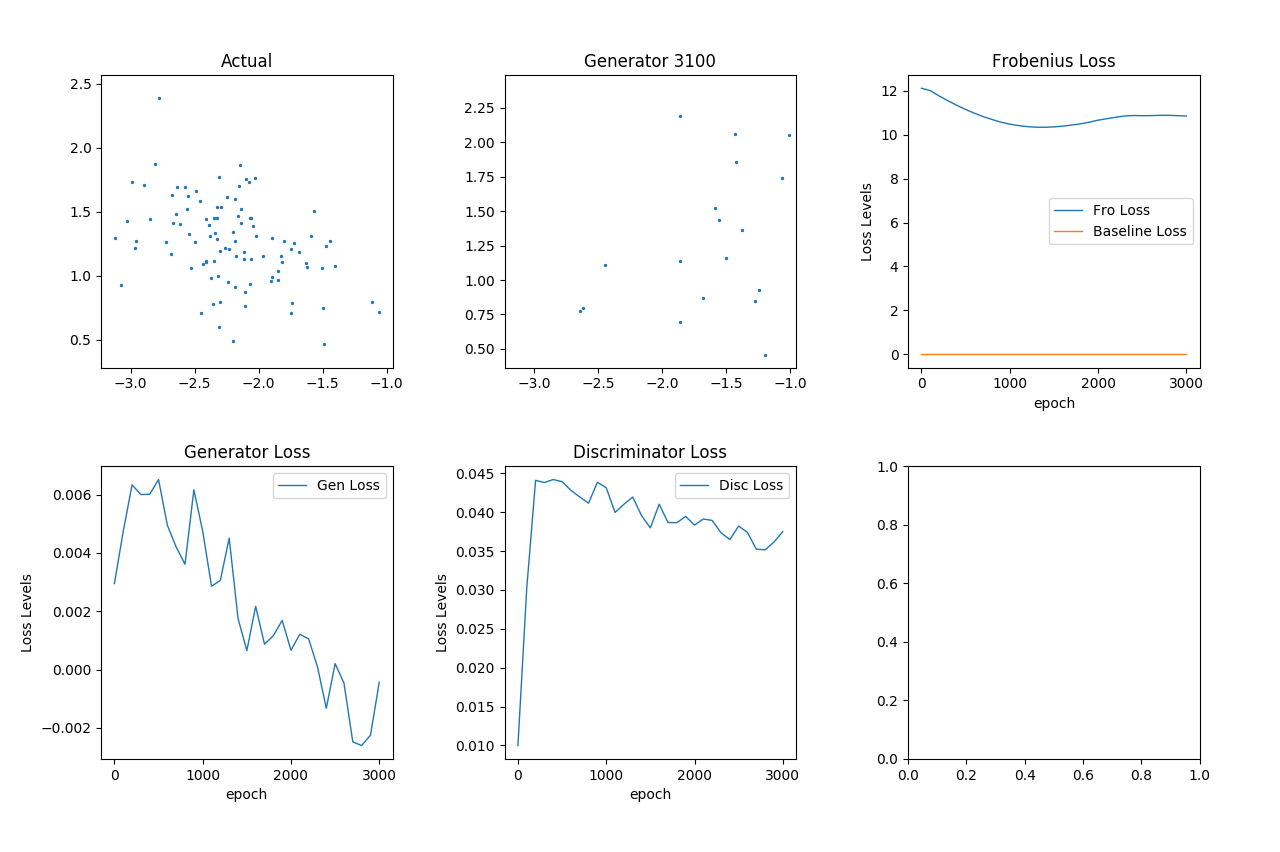 Actual
2.5
2.0
1.5
1.0
0.5
−3.0 −2.5 −2.0 −1.5 −1.0
Generator 3100
2.25
2.00
1.75
1.50
1.25
1.00
0.75
0.50
−3.0 −2.5 −2.0 −1.5 −1.0
Frobenius Loss
Loss Levels
12
10
8
6
4
2
0
Fro Loss
Baseline Loss
0 1000 2000 3000
epoch
Generator Loss
Loss Levels
0.006
0.004
0.002
0.000
−0.002
Gen Loss
0 1000 2000 3000
epoch
Discriminator Loss
Loss Levels
0.045
0.040
0.035
0.030
0.025
0.020
0.015
0.010
Disc Loss
0 1000 2000 3000
epoch
1.0
0.8
0.6
0.4
0.2
0.0
0.0 0.2 0.4 0.6 0.8 1.0